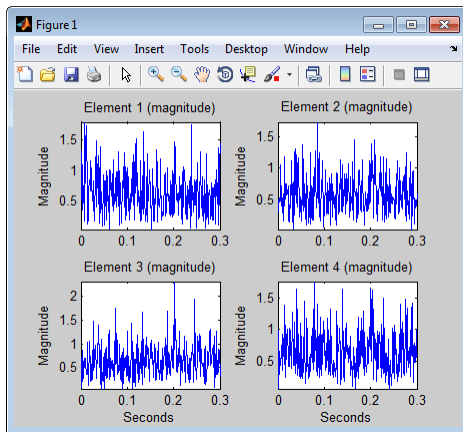 Figure 1
File Edit View Insert Tools Desktop Window Help
Element 1 (magnitude)
Magnitude
1.5
1
0.5
0 0.1 0.2 0.3
Element 2 (magnitude)
Magnitude
1.5
1
0.5
0 0.1 0.2 0.3
Element 3 (magnitude)
Magnitude
2
1.5
1
0.5
0 0.1 0.2 0.3
Seconds
Element 4 (magnitude)
Magnitude
1.5
1
0.5
0 0.1 0.2 0.3
Seconds